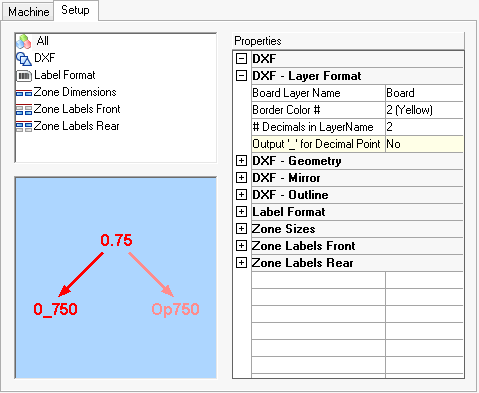 Machine Setup
All
DXF
Label Format
Zone Dimensions
Zone Labels Front
Zone Labels Rear
0.75
0_750 Op750
Properties
DXF
DXF - Layer Format
Board Layer Name Board
Border Color # 2 (Yellow)
# Decimals in LayerName 2
Output '_' for Decimal Point No
DXF - Geometry
DXF - Mirror
DXF - Outline
Label Format
Zone Sizes
Zone Labels Front
Zone Labels Rear